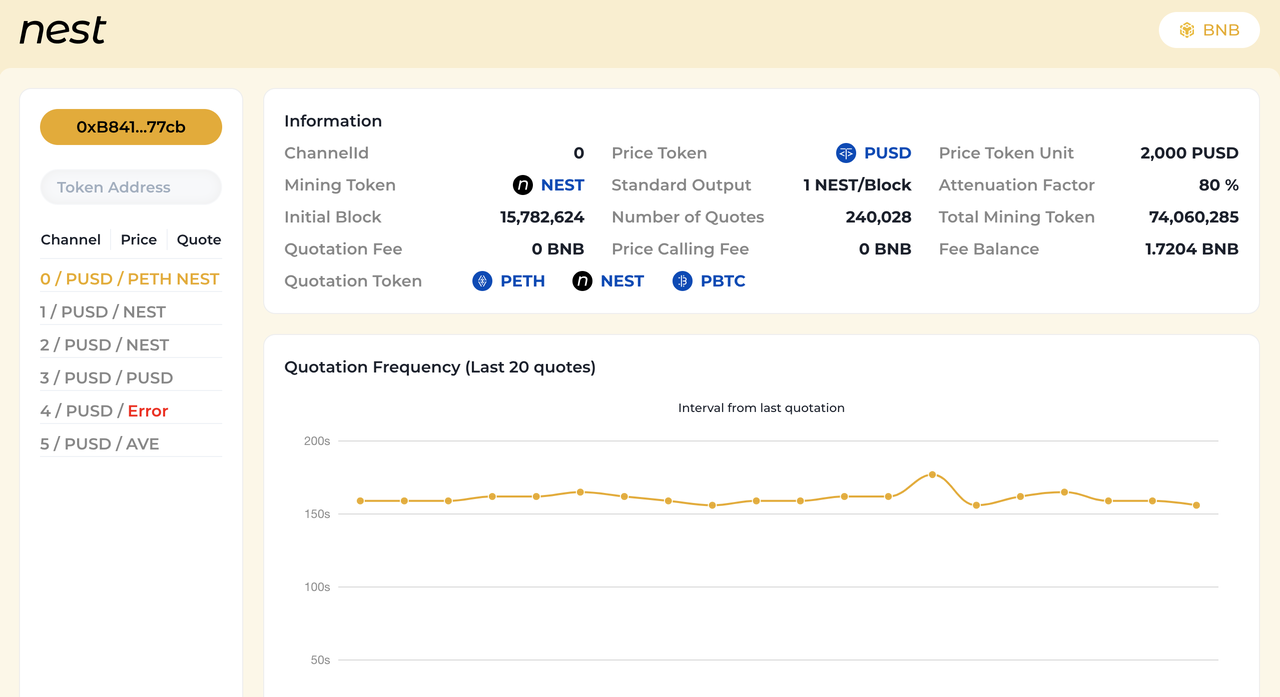 nest
BNB
0xB841...77cb
Token Address
Channel Price Quote
0 / PUSD / PETH NEST
1 / PUSD / NEST
2 / PUSD / NEST
3 / PUSD / PUSD
4 / PUSD / Error
5 / PUSD / AVE
Information
ChannelId 0 Price Token PUSD Price Token Unit 2,000 PUSD
Mining Token n NEST Standard Output 1 NEST/Block Attenuation Factor 80 %
Initial Block 15,782,624 Number of Quotes 240,028 Total Mining Token 74,060,285
Quotation Fee 0 BNB Price Calling Fee 0 BNB Fee Balance 1.7204 BNB
Quotation Token PETH n NEST PBTC
Quotation Frequency (Last 20 quotes)
Interval from last quotation
200s
150s
100s
50s